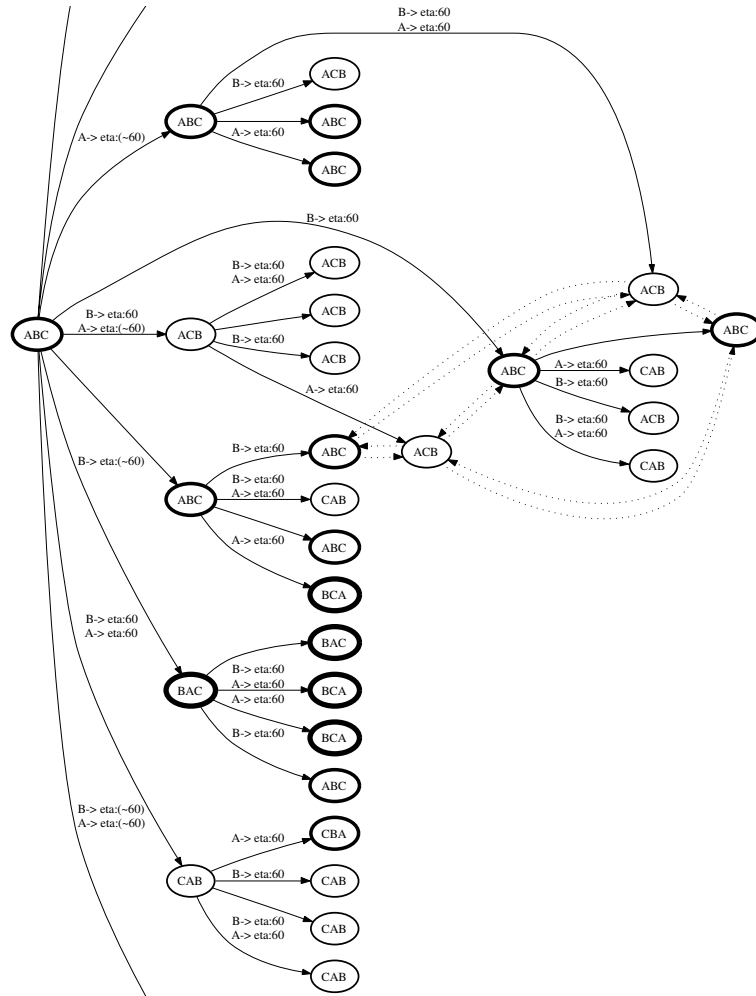 B-> eta:60
A-> eta:60
ACB
B-> eta:60
ABC
ABC
A-> eta:(~60)
A-> eta:60
ABC
B-> eta:60
ACB
B-> eta:60
A-> eta:60
ACB
ACB
B-> eta:60
A-> eta:(~60)
ABC
ACB
ABC
B-> eta:60
ACB
ABC
A-> eta:60
CAB
A-> eta:60
B-> eta:60
ACB
B-> eta:60
A-> eta:60
CAB
B-> eta:60
ABC
ACB
B-> eta:(~60)
ABC
B-> eta:60
A-> eta:60
CAB
A-> eta:60
ABC
BCA
B-> eta:60
A-> eta:60
BAC
BAC
B-> eta:60
A-> eta:60
BCA
A-> eta:60
BCA
B-> eta:60
ABC
B-> eta:(~60)
A-> eta:(~60)
A-> eta:60
CBA
CAB
B-> eta:60
CAB
B-> eta:60
A-> eta:60
CAB
CAB